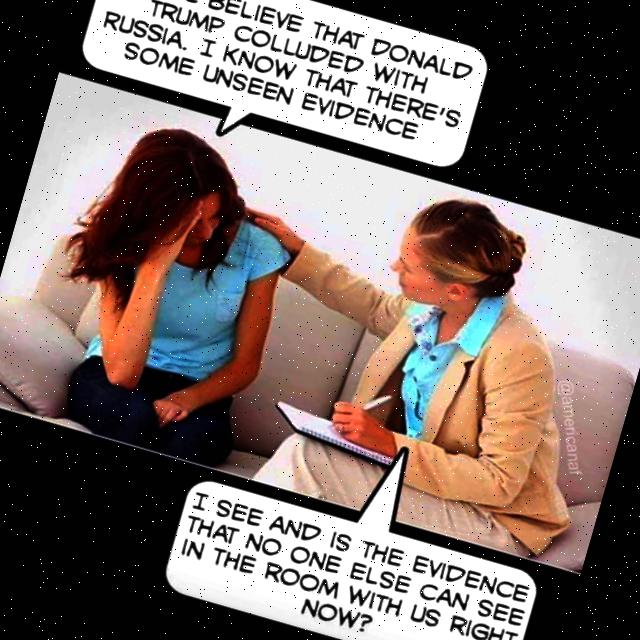 BELIEVE THAT DONALD
TRUMP COLLUDED WITH
RUSSIA. I KNOW THAT THERE'S
SOME UNSEEN EVIDENCE
@americanaf
I SEE AND IS THE EVIDENCE
THAT NO ONE ELSE CAN SEE
IN THE ROOM WITH US RIGHT
NOW?